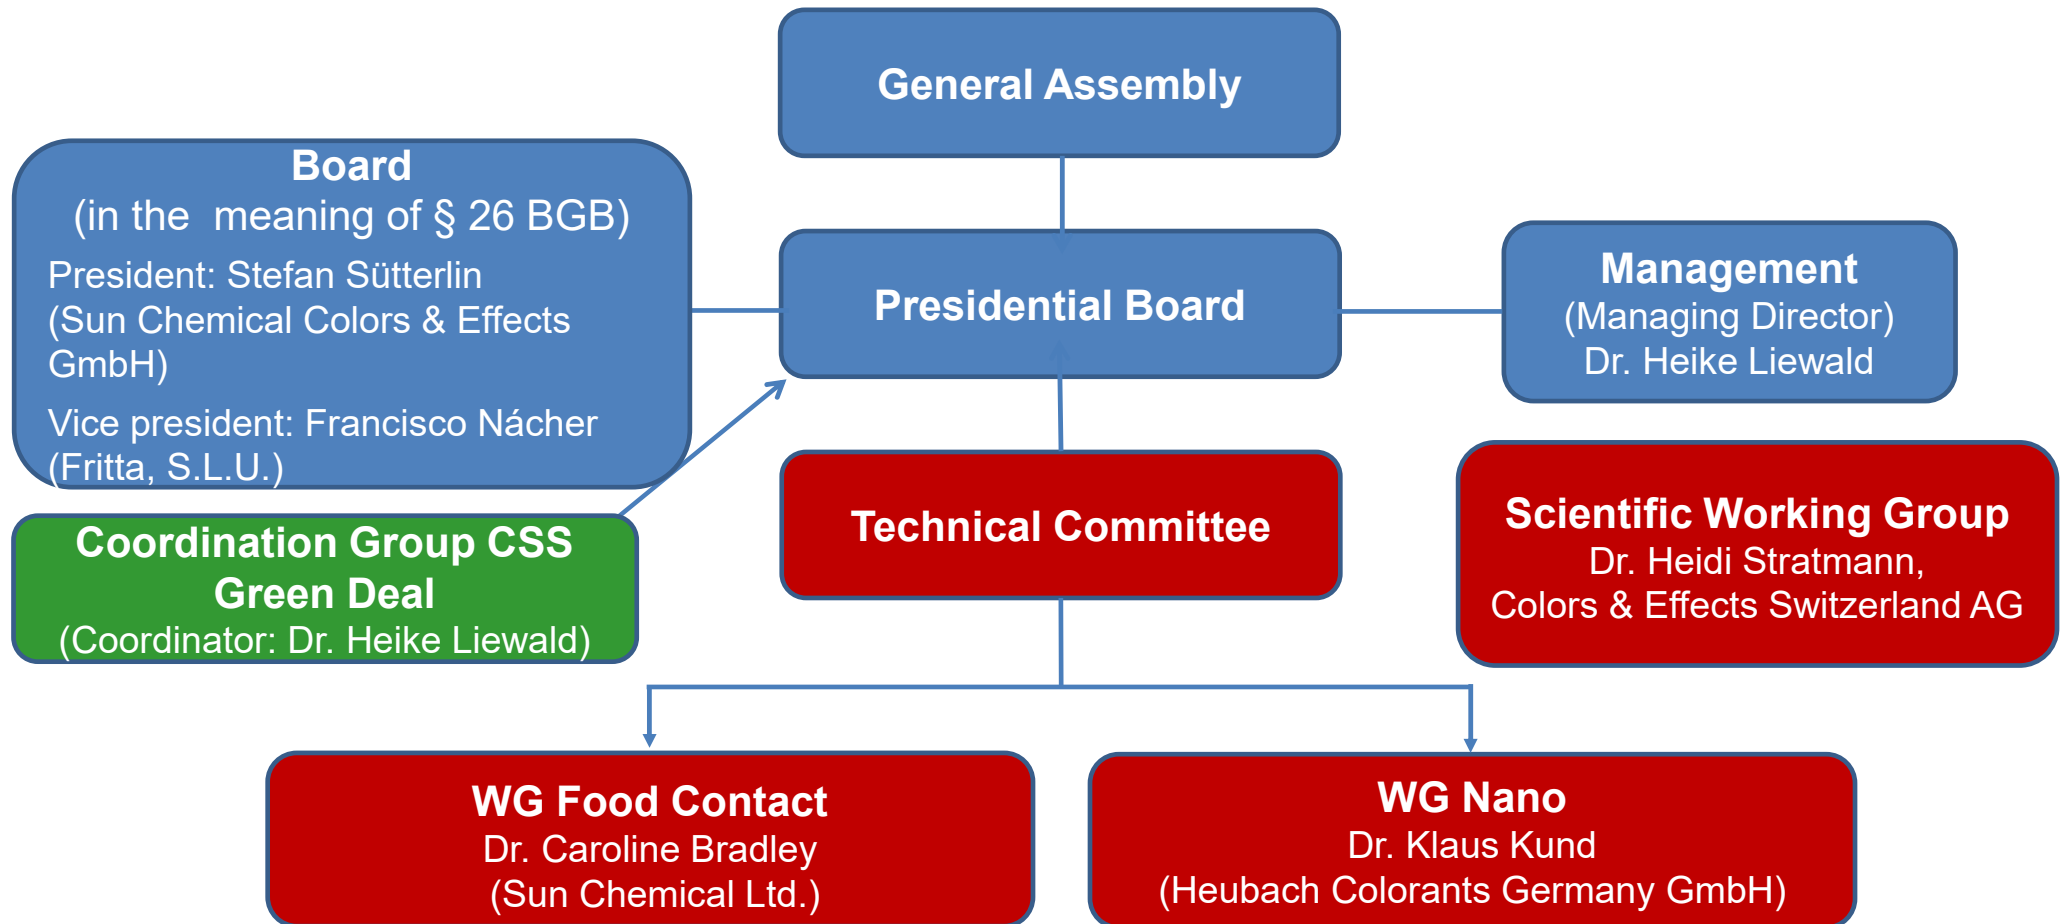 General Assembly
Board
(in the  meaning of § 26 BGB)
President: Stefan Sütterlin
(Sun Chemical Colors & Effects
GmbH)
Vice president: Francisco Nácher
(Fritta, S.L.U.)
Presidential Board
Management
(Managing Director)
Dr. Heike Liewald
Coordination Group CSS
Green Deal
(Coordinator: Dr. Heike Liewald)
Technical Committee
Scientific Working Group
Dr. Heidi Stratmann,
Colors & Effects Switzerland AG
WG Food Contact
Dr. Caroline Bradley
(Sun Chemical Ltd.)
WG Nano
Dr. Klaus Kund
(Heubach Colorants Germany GmbH)